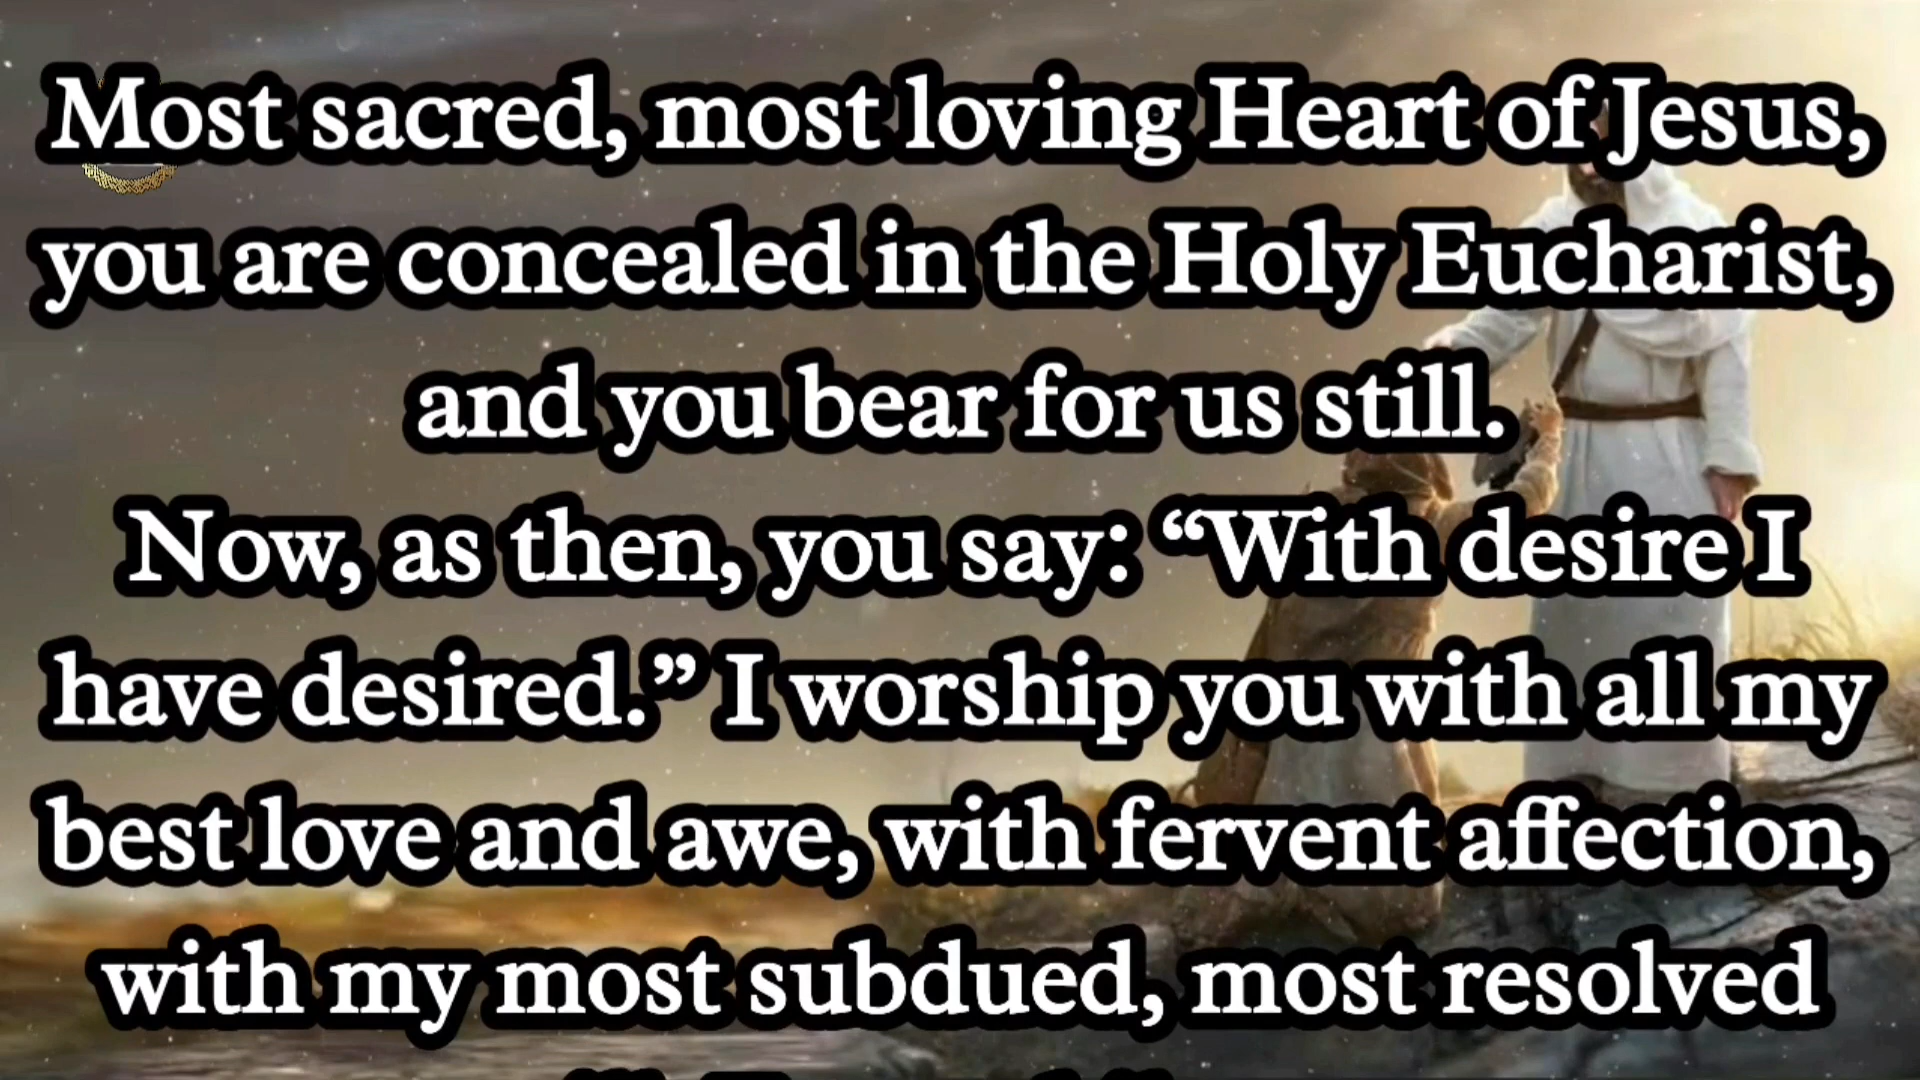 Most sacred, most loving Heart of Jesus,
you are concealed in the Holy Eucharist,
and you bear for us still.
Now, as then, you say: “With desire I
have desired.” I worship you with all my
best love and awe, with fervent affection,
with my most subdued, most resolved